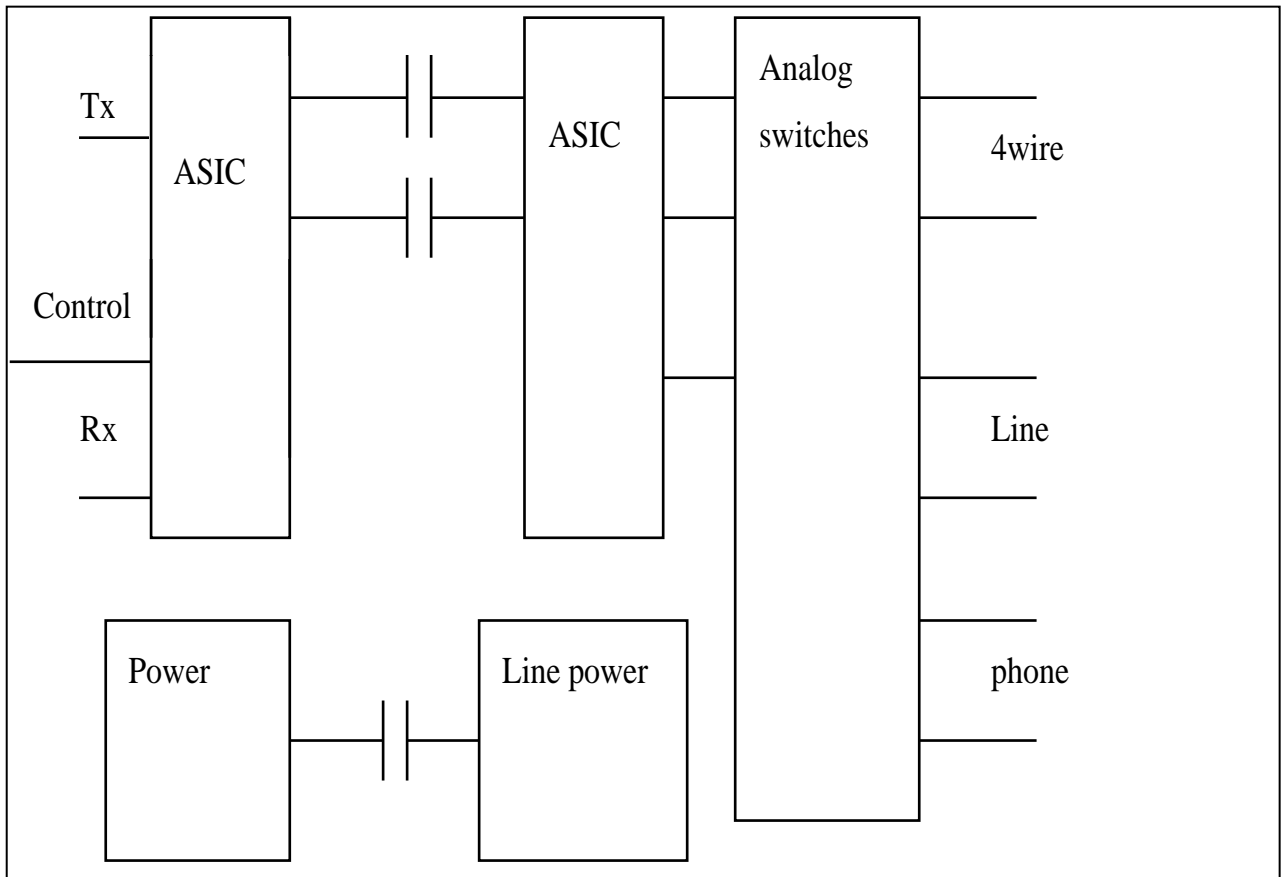 Tx
ASIC
Control
Rx
ASIC
Analog
switches
4wire
Line
phone
Power
Line power